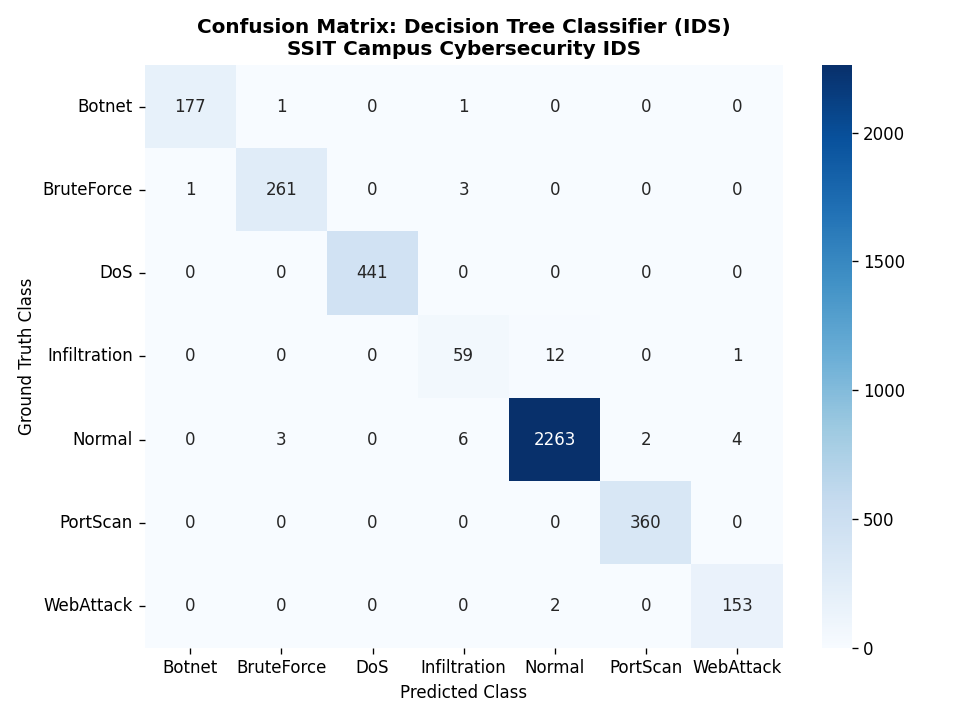 Confusion Matrix: Decision Tree Classifier (IDS)
SSIT Campus Cybersecurity IDS
Ground Truth Class
Botnet 177 1 0 1 0 0 0
BruteForce 1 261 0 3 0 0 0
DoS 0 0 441 0 0 0 0
Infiltration 0 0 0 59 12 0 1
Normal 0 3 0 6 2263 2 4
PortScan 0 0 0 0 0 360 0
WebAttack 0 0 0 0 2 0 153
Botnet BruteForce DoS Infiltration Normal PortScan WebAttack
Predicted Class
2000
1500
1000
500
0